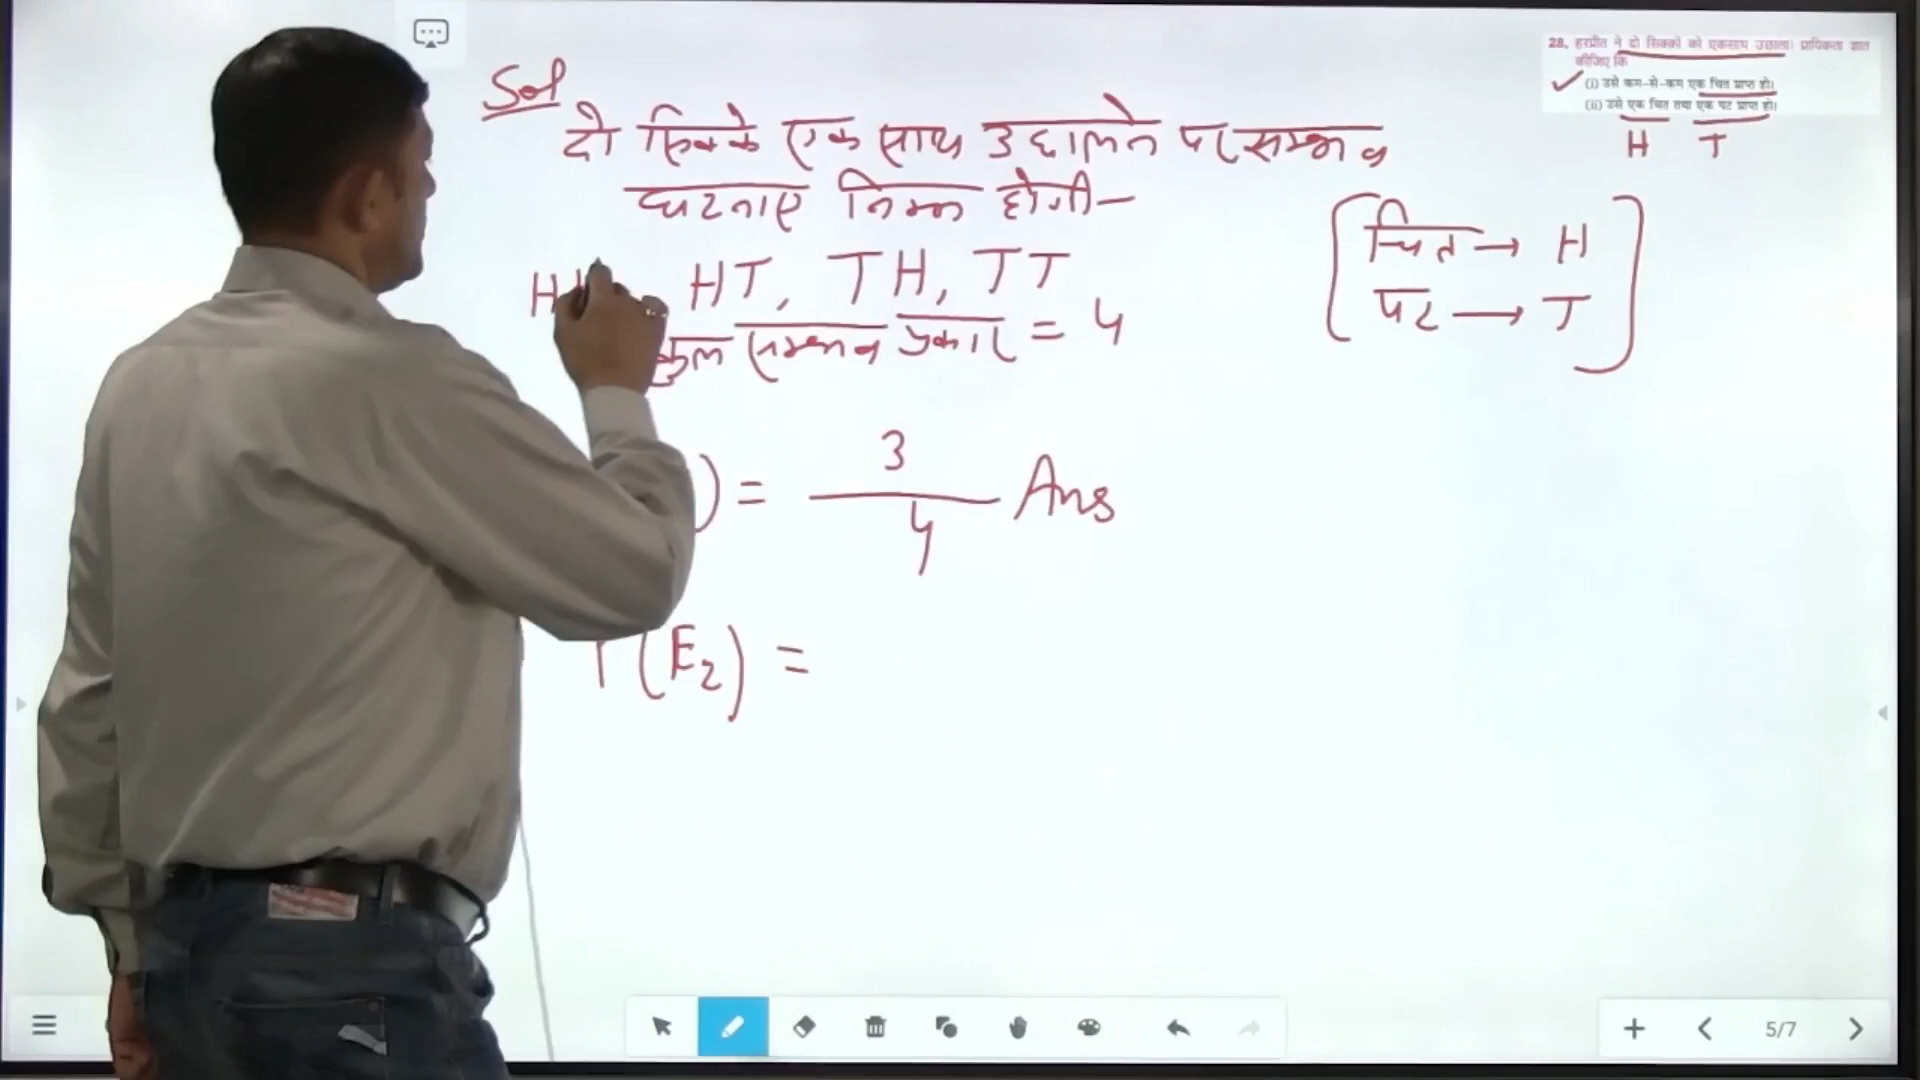 28. हरप्रीत ने दो सिक्कों को एकसाथ उछाला। प्रायिकता ज्ञात
कीजिए कि
(i) उसे कम-से-कम एक चित प्राप्त हो।
(ii) उसे एक चित तथा एक पट प्राप्त हो।
H T
Sol
दो सिक्के एक साथ उछालने पर सम्भव
घटनाए निम्न होगी–
H HT, TH, TT
कुल सम्भव प्रकार = 4
चित → H
पट → T
) = 3/4 Ans
(E2) =
5/7